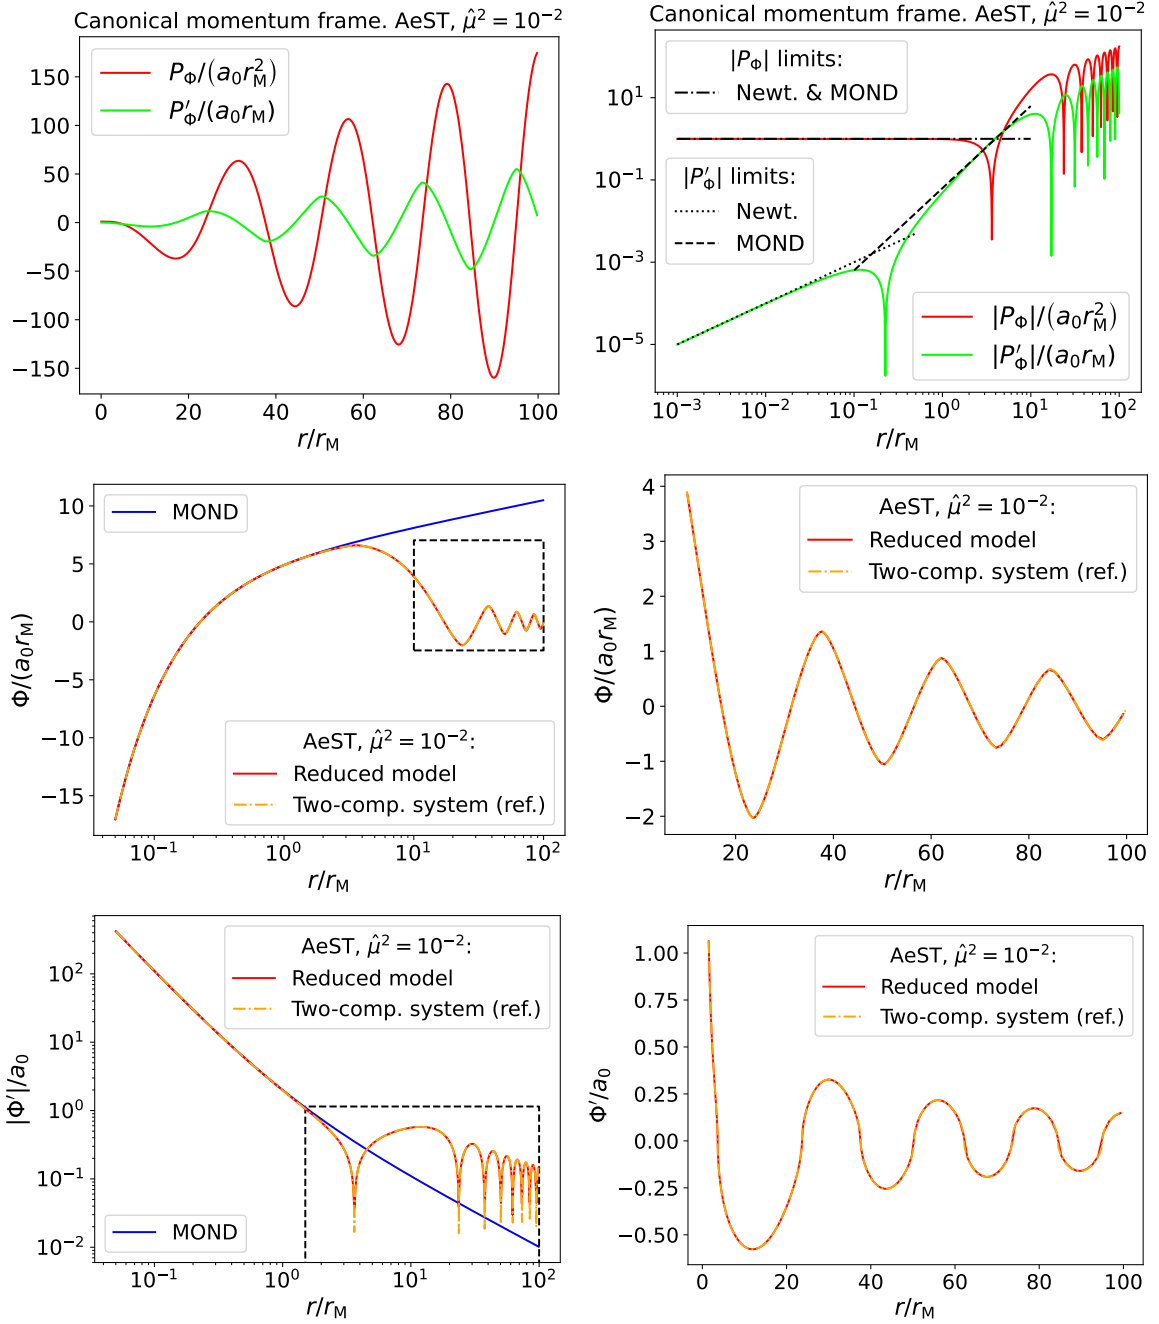 Canonical momentum frame. AeST, μ̂² = 10⁻²
P_Φ/(a₀r_M²)
P′_Φ/(a₀r_M)
150
100
50
0
−50
−100
−150
0 20 40 60 80 100
r/r_M
Canonical momentum frame. AeST, μ̂² = 10⁻²
|P_Φ| limits:
Newt. & MOND
|P′_Φ| limits:
Newt.
MOND
|P_Φ|/(a₀r_M²)
|P′_Φ|/(a₀r_M)
10¹
10⁻¹
10⁻³
10⁻⁵
10⁻³ 10⁻² 10⁻¹ 10⁰ 10¹ 10²
r/r_M
Φ/(a₀r_M)
MOND
AeST, μ̂² = 10⁻²:
Reduced model
Two-comp. system (ref.)
10
5
0
−5
−10
−15
10⁻¹ 10⁰ 10¹ 10²
r/r_M
Φ/(a₀r_M)
AeST, μ̂² = 10⁻²:
Reduced model
Two-comp. system (ref.)
4
3
2
1
0
−1
−2
20 40 60 80 100
r/r_M
|Φ′|/a₀
AeST, μ̂² = 10⁻²:
Reduced model
Two-comp. system (ref.)
MOND
10²
10¹
10⁰
10⁻¹
10⁻²
10⁻¹ 10⁰ 10¹ 10²
r/r_M
Φ′/a₀
AeST, μ̂² = 10⁻²:
Reduced model
Two-comp. system (ref.)
1.00
0.75
0.50
0.25
0.00
−0.25
−0.50
0 20 40 60 80 100
r/r_M